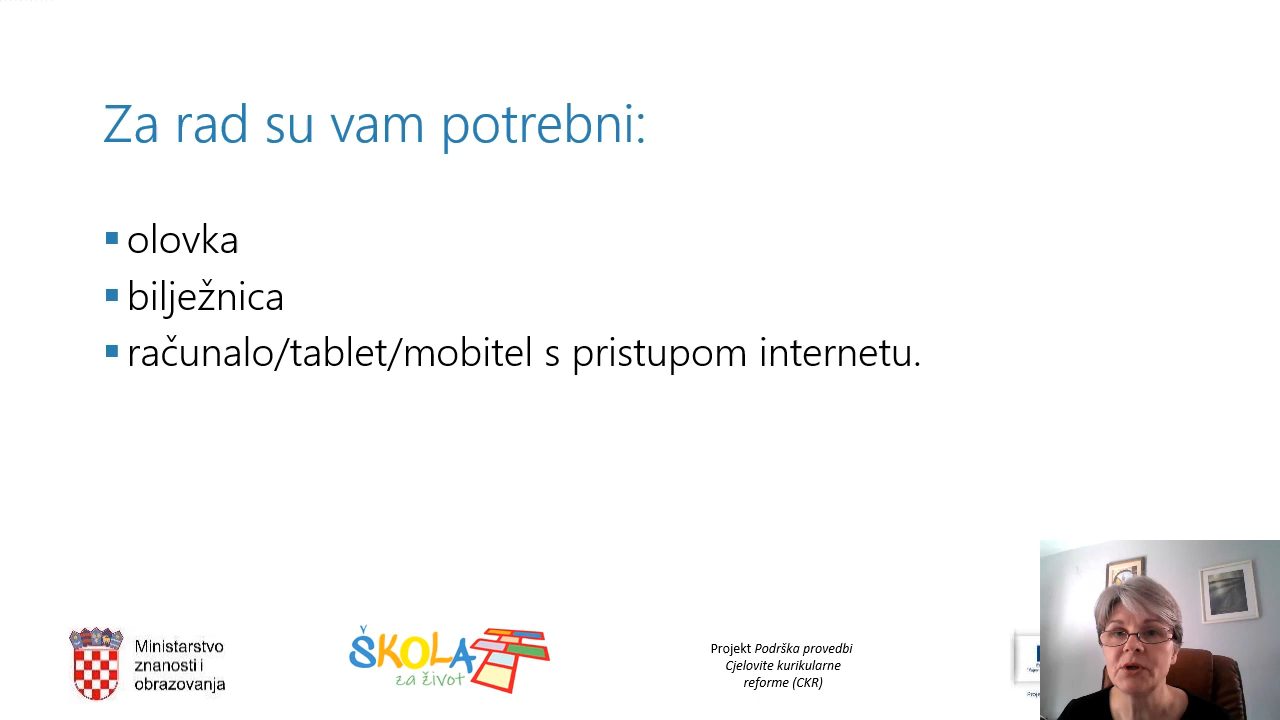 Za rad su vam potrebni:
olovka
bilježnica
računalo/tablet/mobitel s pristupom internetu.
Ministarstvo
znanosti i
obrazovanja
ŠKOLA
za život
Projekt Podrška provedbi
Cjelovite kurikularne
reforme (CKR)